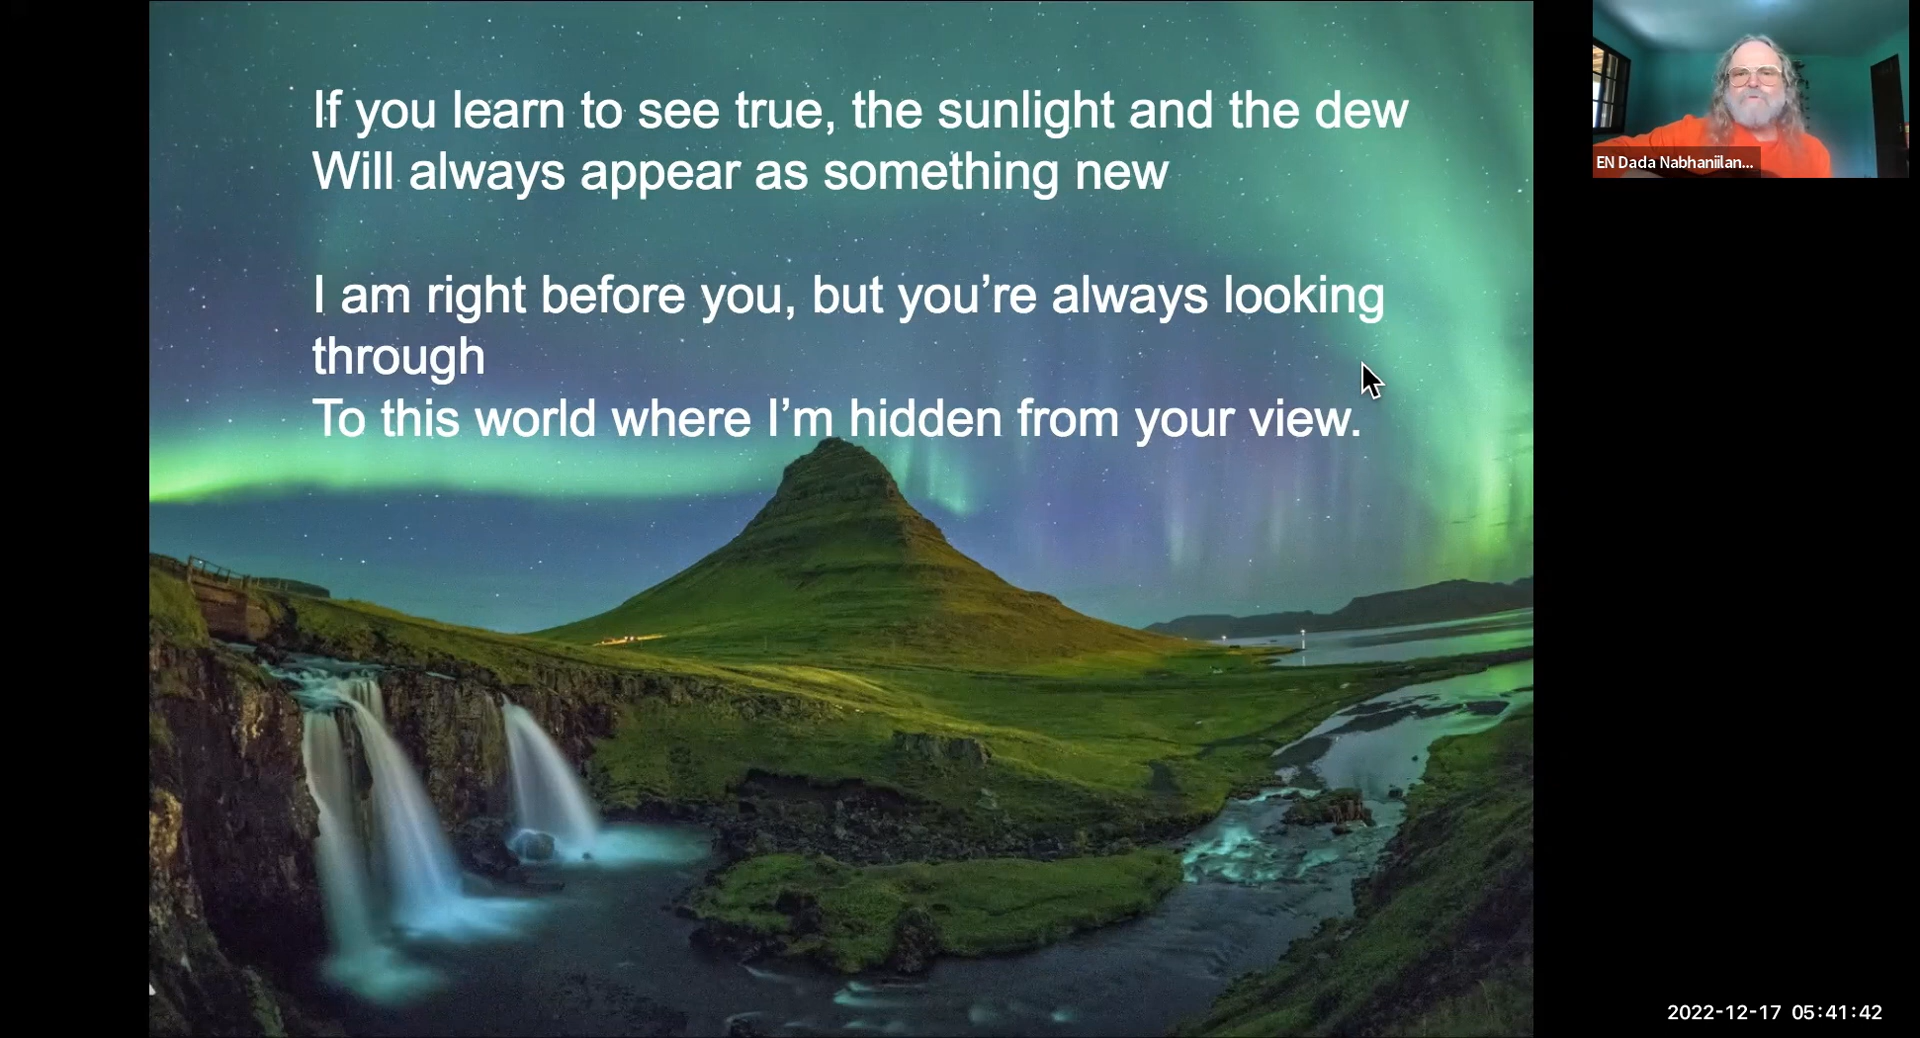 If you learn to see true, the sunlight and the dew
Will always appear as something new
I am right before you, but you’re always looking
through
To this world where I’m hidden from your view.
EN Dada Nabhaniilan...
2022-12-17 05:41:42